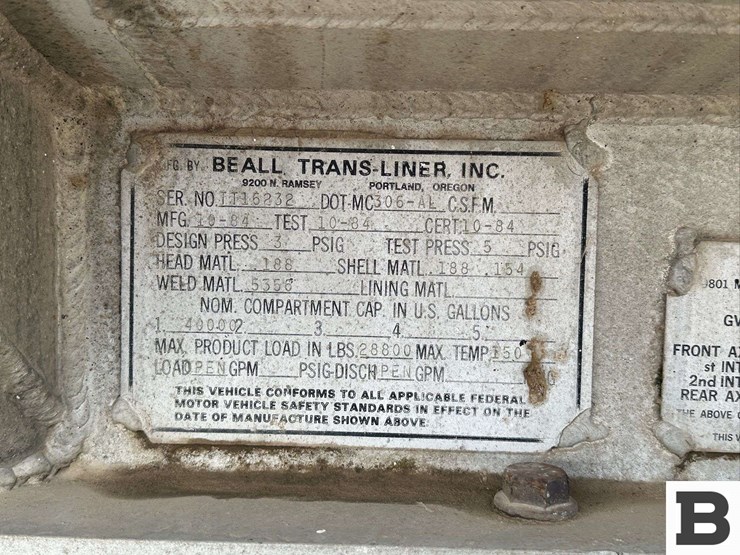 MFG. BY BEALL TRANS-LINER, INC.
9200 N. RAMSEY PORTLAND, OREGON
SER. NO. TT16232 DOT-MC306-AL C.S.F.M.
MFG. 10-84 TEST 10-84 CERT. 10-84
DESIGN PRESS 3 PSIG TEST PRESS 5 PSIG
HEAD MATL. .188 SHELL MATL. .188 .154
WELD MATL. 5356 LINING MATL.
NOM. COMPARTMENT CAP. IN U.S. GALLONS
1. 4000 2. 3. 4. 5.
MAX. PRODUCT LOAD IN LBS. 28800 MAX. TEMP. 150
LOAD PEN GPM PSIG-DISCH PEN GPM
THIS VEHICLE CONFORMS TO ALL APPLICABLE FEDERAL
MOTOR VEHICLE SAFETY STANDARDS IN EFFECT ON THE
DATE OF MANUFACTURE SHOWN ABOVE.
9801
GV
FRONT AX
st INT
2nd INT
REAR AX
THE ABOVE
THIS V
B